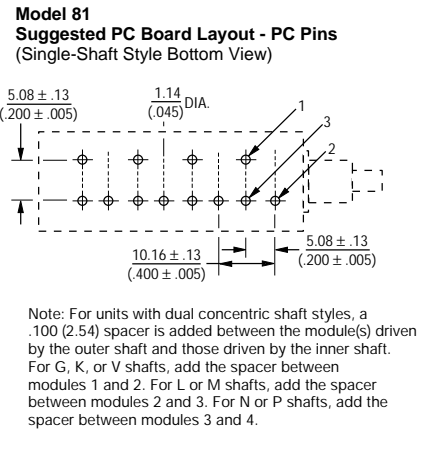 Model 81
Suggested PC Board Layout - PC Pins
(Single-Shaft Style Bottom View)
5.08 ± .13
(.200 ± .005)
1.14
(.045)
DIA.
1
3
2
10.16 ± .13
(.400 ± .005)
5.08 ± .13
(.200 ± .005)
Note: For units with dual concentric shaft styles, a
.100 (2.54) spacer is added between the module(s) driven
by the outer shaft and those driven by the inner shaft.
For G, K, or V shafts, add the spacer between
modules 1 and 2. For L or M shafts, add the spacer
between modules 2 and 3. For N or P shafts, add the
spacer between modules 3 and 4.